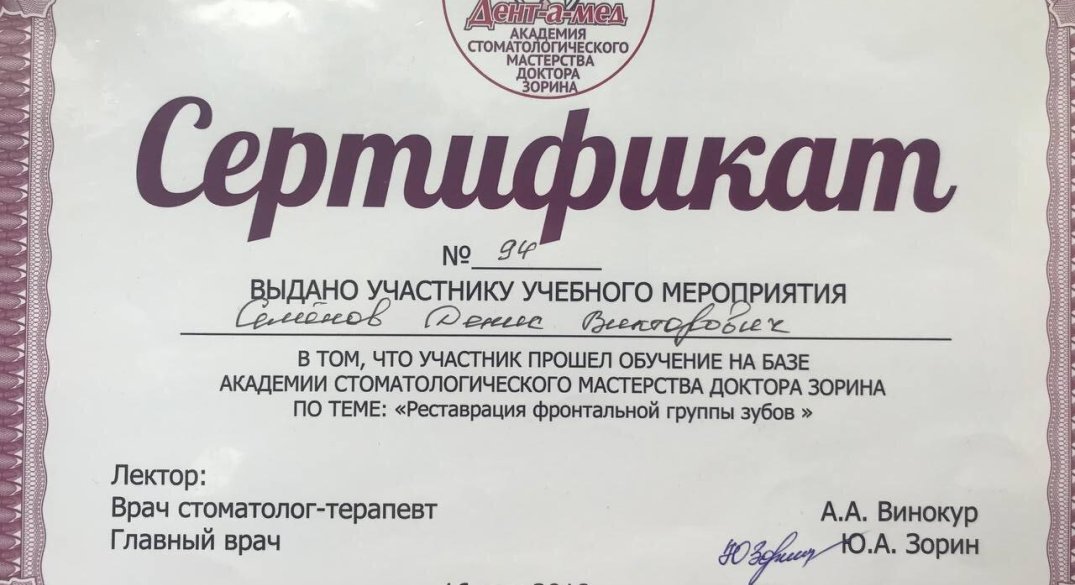 Дент-а-мед
АКАДЕМИЯ
СТОМАТОЛОГИЧЕСКОГО
МАСТЕРСТВА
ДОКТОРА
ЗОРИНА
Сертификат
№ 94
ВЫДАНО УЧАСТНИКУ УЧЕБНОГО МЕРОПРИЯТИЯ
Семёнов Денис Викторович
В ТОМ, ЧТО УЧАСТНИК ПРОШЕЛ ОБУЧЕНИЕ НА БАЗЕ
АКАДЕМИИ СТОМАТОЛОГИЧЕСКОГО МАСТЕРСТВА ДОКТОРА ЗОРИНА
ПО ТЕМЕ: «Реставрация фронтальной группы зубов »
Лектор:
Врач стоматолог-терапевт А.А. Винокур
Главный врач Ю.А. Зорин